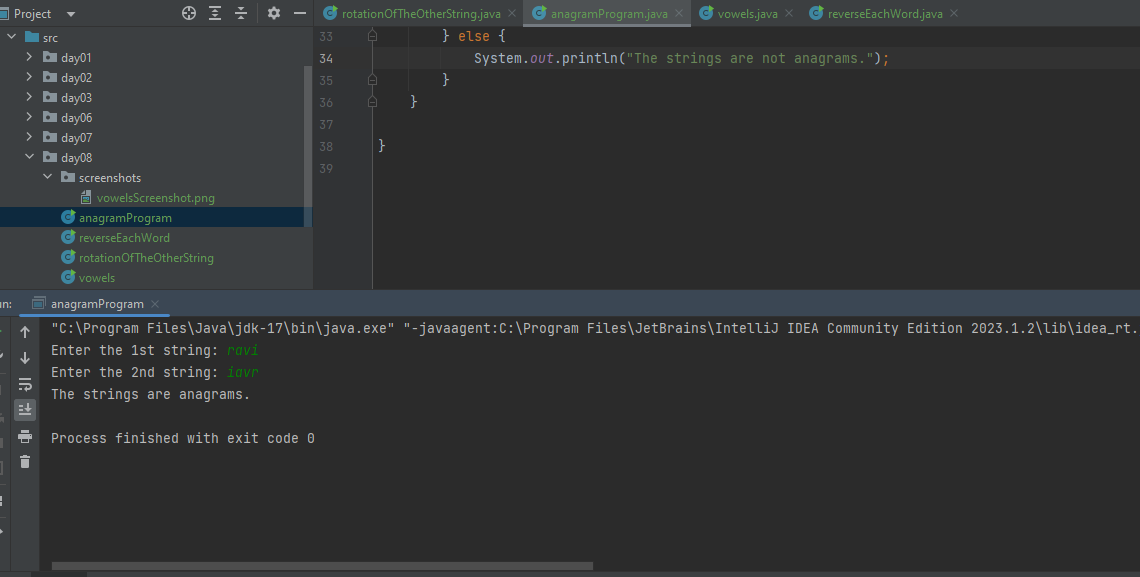 Project
src
day01
day02
day03
day06
day07
day08
screenshots
vowelsScreenshot.png
anagramProgram
reverseEachWord
rotationOfTheOtherString
vowels
rotationOfTheOtherString.java anagramProgram.java vowels.java reverseEachWord.java
33 } else {
34 System.out.println("The strings are not anagrams.");
35 }
36 }
37
38 }
39
un: anagramProgram
"C:\Program Files\Java\jdk-17\bin\java.exe" "-javaagent:C:\Program Files\JetBrains\IntelliJ IDEA Community Edition 2023.1.2\lib\idea_rt.
Enter the 1st string: ravi
Enter the 2nd string: iavr
The strings are anagrams.
Process finished with exit code 0